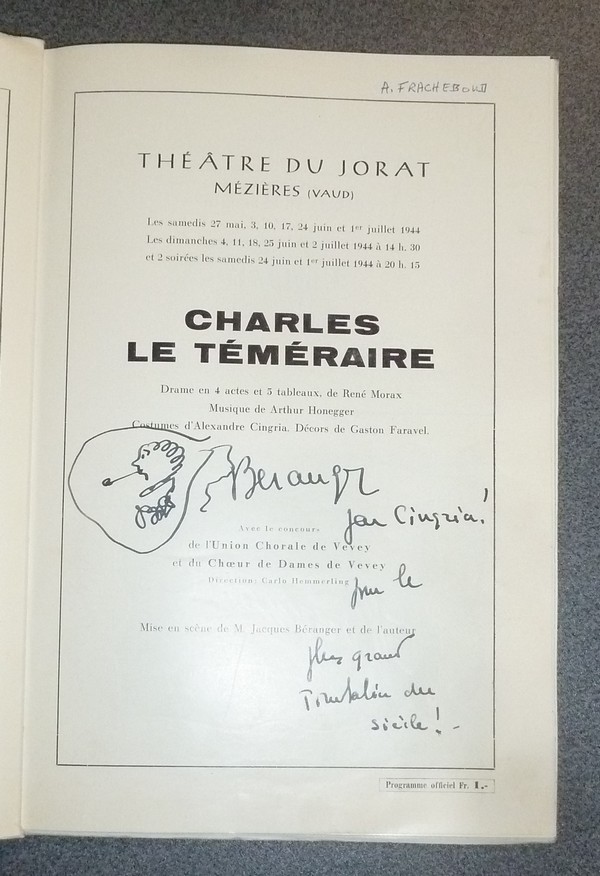 A. FRACHEBOUD
THÉÂTRE DU JORAT
MÉZIÈRES (VAUD)
Les samedis 27 mai, 3, 10, 17, 24 juin et 1er juillet 1944
Les dimanches 4, 11, 18, 25 juin et 2 juillet 1944 à 14 h. 30
et 2 soirées les samedis 24 juin et 1er juillet 1944 à 20 h. 15
CHARLES
LE TÉMÉRAIRE
Drame en 4 actes et 5 tableaux, de René Morax
Musique de Arthur Honegger
Costumes d'Alexandre Cingria. Décors de Gaston Faravel.
Béranger
Cingria!
Avec le concours
de l'Union Chorale de Vevey
et du Chœur de Dames de Vevey
Direction: Carlo Hemmerling
le
Mise en scène de M. Jacques Béranger et de l'auteur
plus grand
du
siècle!
Programme officiel Fr. 1.-